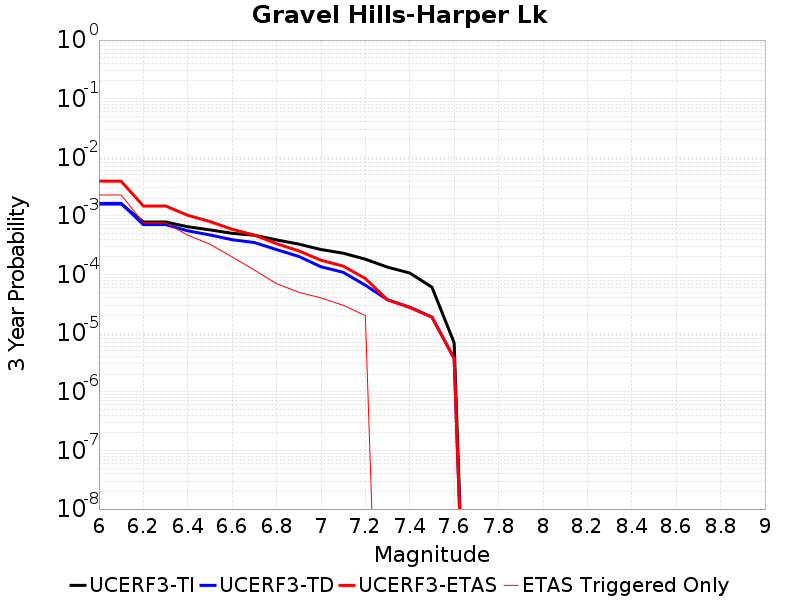 Gravel Hills-Harper Lk
10^0
10^-1
10^-2
10^-3
10^-4
10^-5
10^-6
10^-7
10^-8
3 Year Probability
6 6.2 6.4 6.6 6.8 7 7.2 7.4 7.6 7.8 8 8.2 8.4 8.6 8.8 9
Magnitude
UCERF3-TI UCERF3-TD UCERF3-ETAS ETAS Triggered Only